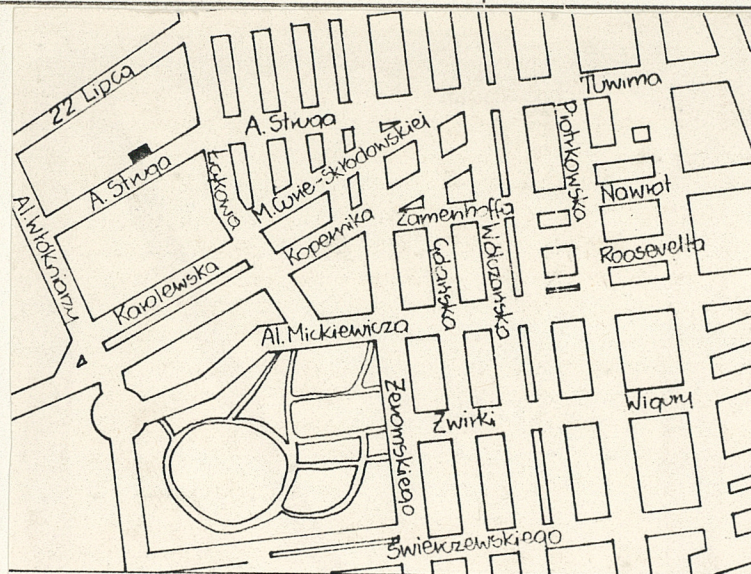 22 Lipca
Tuwima
A. Struga
A. Struga
Łąkowa
M. Curie-Skłodowskiej
Piotrkowska
Nawrot
Al. Włókniarzy
Kopernika
Zamenhoffa
Gdańska
Wólczańska
Roosevelta
Karolewska
Al. Mickiewicza
Żeromskiego
Żwirki
Wigury
Świerczewskiego